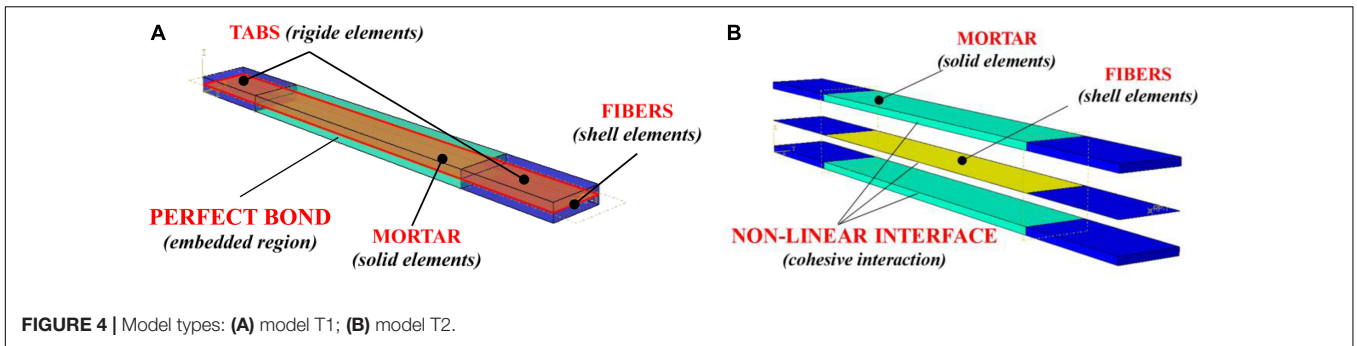 A
TABS (rigide elements)
FIBERS
(shell elements)
PERFECT BOND
(embedded region)
MORTAR
(solid elements)
B
MORTAR
(solid elements)
FIBERS
(shell elements)
NON-LINEAR INTERFACE
(cohesive interaction)
FIGURE 4 | Model types: (A) model T1; (B) model T2.